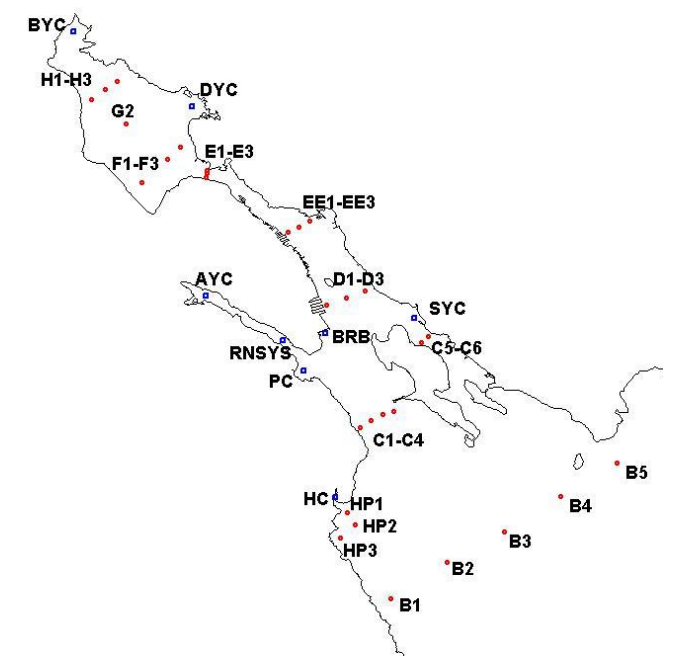 BYC
H1-H3
DYC
G2
E1-E3
F1-F3
EE1-EE3
AYC
D1-D3
SYC
BRB
RNSYS
C5-C6
PC
C1-C4
B5
HC
HP1
B4
HP2
B3
HP3
B2
B1